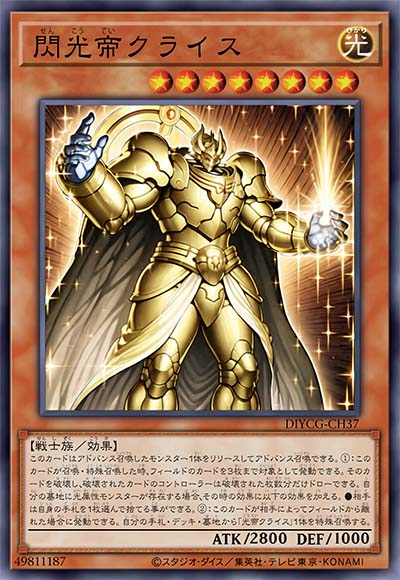 閃光帝クライス
せん こう てい
光
ひかり
DIYCG-CH37
【戦士族／効果】
せんしぞく こうか
このカードはアドバンス召喚したモンスター1体をリリースしてアドバンス召喚できる。①：この
カードが召喚・特殊召喚した時、フィールドのカードを3枚まで対象として発動できる。そのカー
ドを破壊し、破壊されたカードのコントローラーは破壊された枚数分だけドローできる。自
分の墓地に光属性モンスターが存在する場合、その時の効果に以下の効果を加える。●相手
は自身の手札を1枚選んで捨てる事ができる。②：このカードが相手によってフィールドから
離れた場合に発動できる。自分の手札・デッキ・墓地から「光帝クライス」1体を特殊召喚する。
ATK/2800 DEF/1000
49811187
©スタジオ・ダイス／集英社・テレビ東京・KONAMI